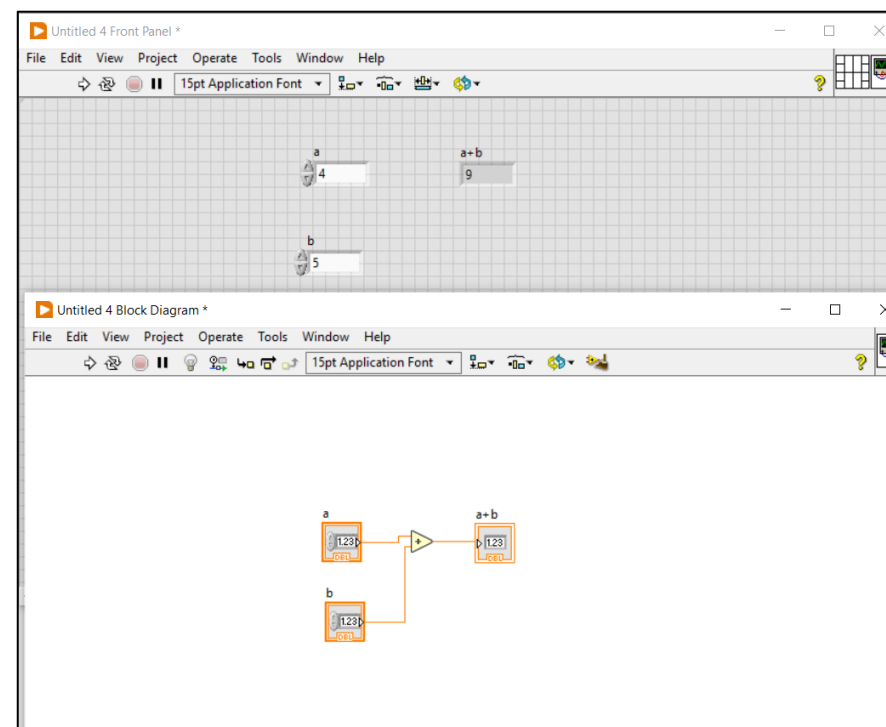 Untitled 4 Front Panel *
File Edit View Project Operate Tools Window Help
15pt Application Font
?
a
a+b
4
9
b
5
Untitled 4 Block Diagram *
File Edit View Project Operate Tools Window Help
15pt Application Font
?
a
a+b
1.23
+
1.23
DBL
DBL
b
1.23
DBL